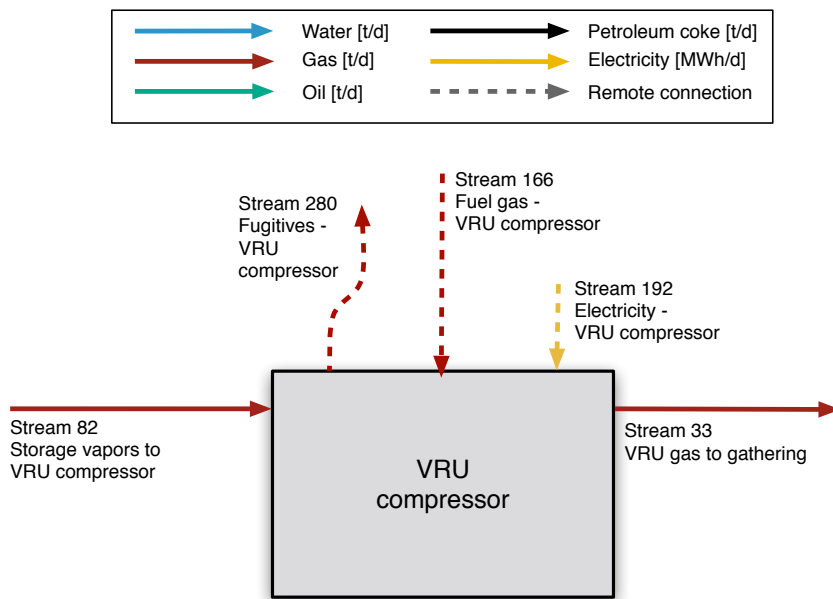 Water [t/d]
Gas [t/d]
Oil [t/d]
Petroleum coke [t/d]
Electricity [MWh/d]
Remote connection
Stream 280
Fugitives -
VRU
compressor
Stream 166
Fuel gas -
VRU compressor
Stream 192
Electricity -
VRU compressor
Stream 82
Storage vapors to
VRU compressor
VRU
compressor
Stream 33
VRU gas to gathering